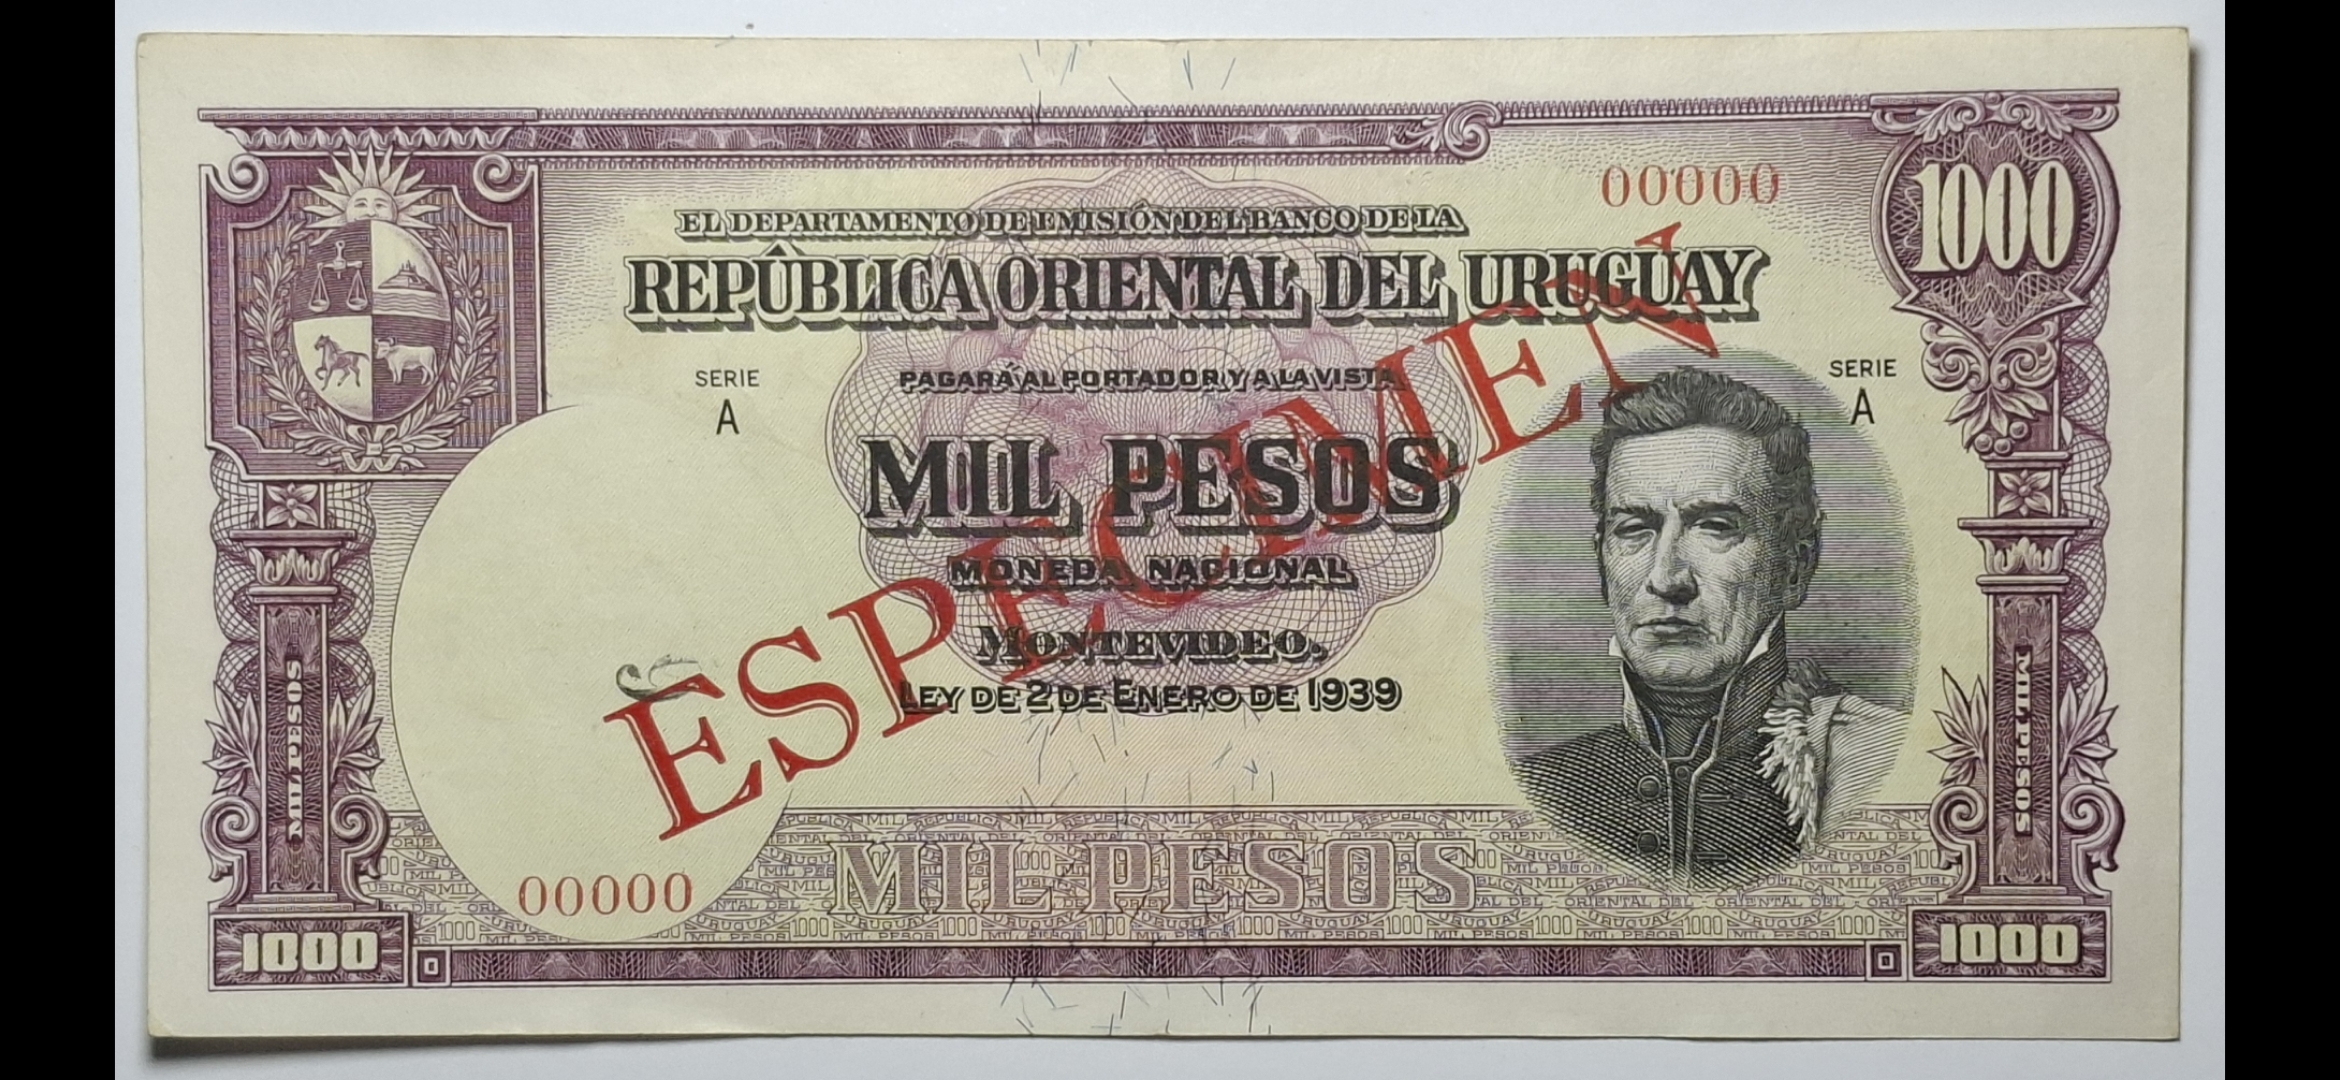 1000
00000
EL DEPARTAMENTO DE EMISIÓN DEL BANCO DE LA
REPÚBLICA ORIENTAL DEL URUGUAY
SERIE
A
PAGARÁ AL PORTADOR Y A LA VISTA
SERIE
A
MIL PESOS
MONEDA NACIONAL
MONTEVIDEO.
LEY DE 2 DE ENERO DE 1939
ESPECIMEN
MIL PESOS
MIL PESOS
00000
MIL PESOS
1000
1000